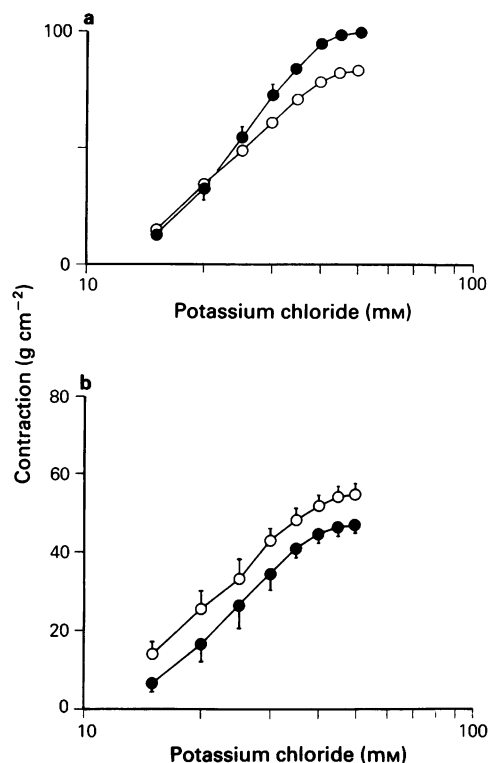 a
100
0
10
100
Potassium chloride (mM)
Contraction (g cm⁻²)
b
80
60
40
20
0
10
100
Potassium chloride (mM)